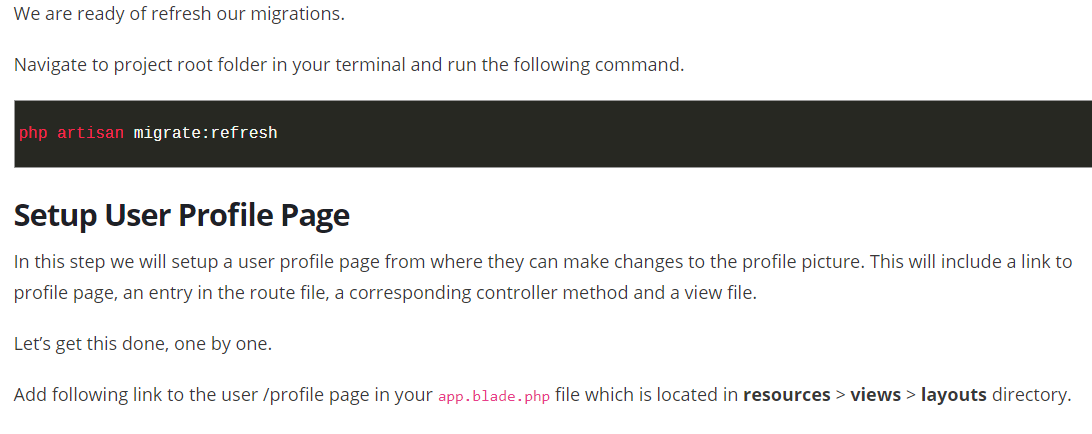 We are ready of refresh our migrations.
Navigate to project root folder in your terminal and run the following command.
php artisan migrate:refresh
Setup User Profile Page
In this step we will setup a user profile page from where they can make changes to the profile picture. This will include a link to
profile page, an entry in the route file, a corresponding controller method and a view file.
Let’s get this done, one by one.
Add following link to the user /profile page in your app.blade.php file which is located in resources > views > layouts directory.